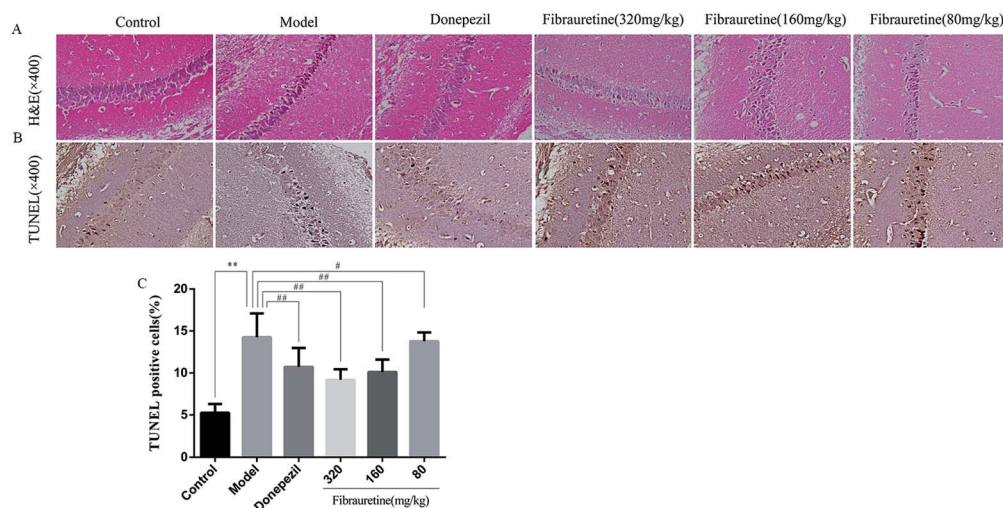 Control Model Donepezil Fibrauretine(320mg/kg) Fibrauretine(160mg/kg) Fibrauretine(80mg/kg)
A
H&E(×400)
B
TUNEL(×400)
C
**
#
##
##
##
TUNEL positive cells(%)
20
15
10
5
0
Control Model Donepezil 320 160 80
Fibrauretine(mg/kg)